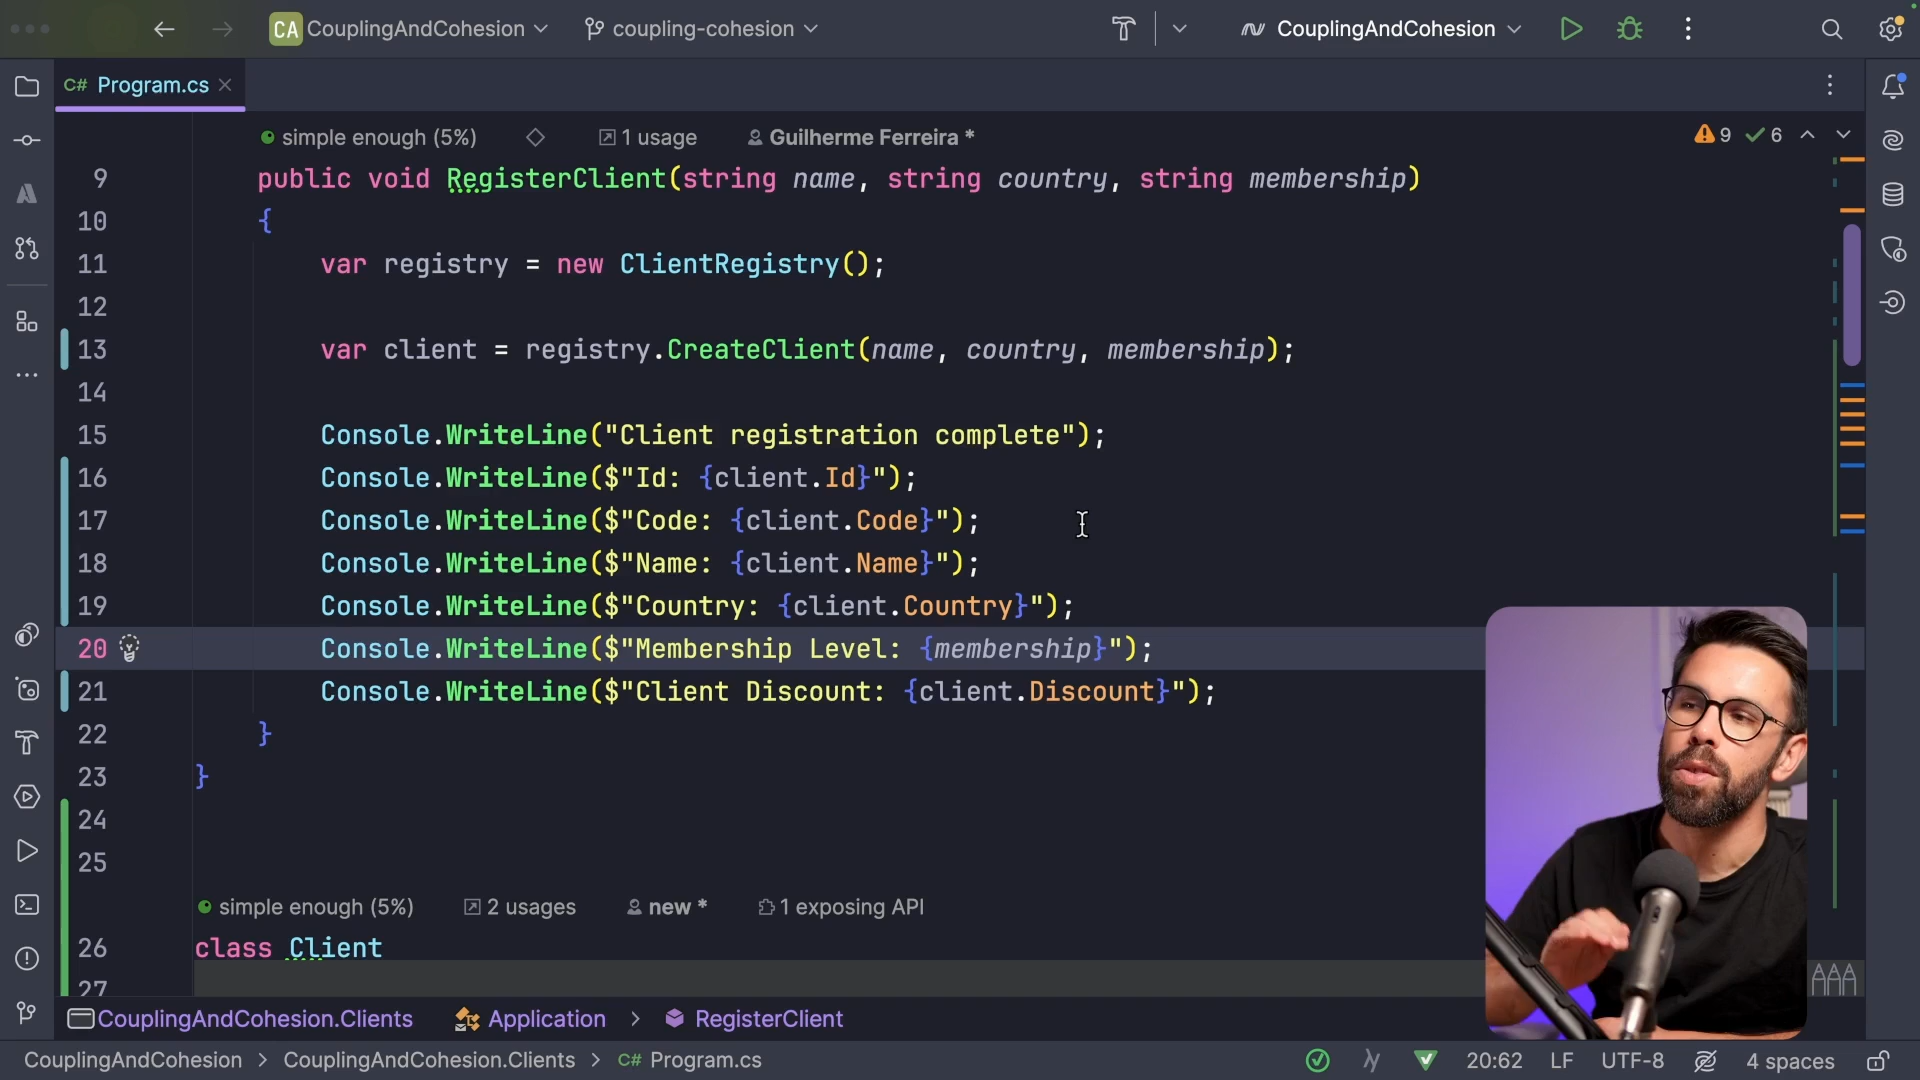 CA CouplingAndCohesion coupling-cohesion CouplingAndCohesion
C# Program.cs
simple enough (5%) 1 usage Guilherme Ferreira * 9 6
9 public void RegisterClient(string name, string country, string membership)
10 {
11 var registry = new ClientRegistry();
12
13 var client = registry.CreateClient(name, country, membership);
14
15 Console.WriteLine("Client registration complete");
16 Console.WriteLine($"Id: {client.Id}");
17 Console.WriteLine($"Code: {client.Code}");
18 Console.WriteLine($"Name: {client.Name}");
19 Console.WriteLine($"Country: {client.Country}");
20 Console.WriteLine($"Membership Level: {membership}");
21 Console.WriteLine($"Client Discount: {client.Discount}");
22 }
23 }
24
25
simple enough (5%) 2 usages new * 1 exposing API
26 class Client
27
CouplingAndCohesion.Clients Application > RegisterClient
CouplingAndCohesion > CouplingAndCohesion.Clients > C# Program.cs 20:62 LF UTF-8 4 spaces